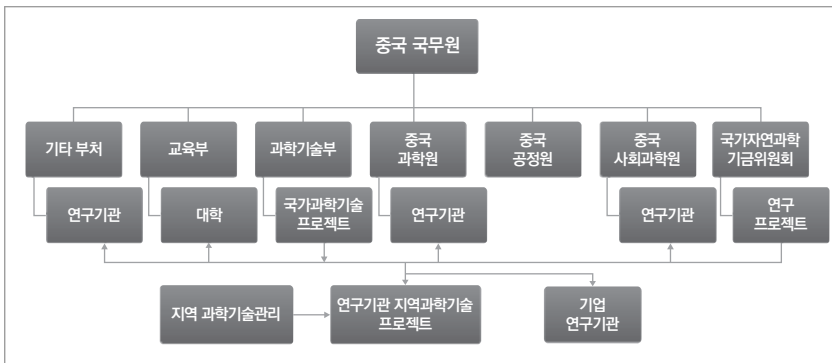 중국 국무원
기타 부처
교육부
과학기술부
중국
과학원
중국
공정원
중국
사회과학원
국가자연과학
기금위원회
연구기관
대학
국가과학기술
프로젝트
연구기관
연구기관
연구
프로젝트
지역 과학기술관리
연구기관 지역과학기술
프로젝트
기업
연구기관